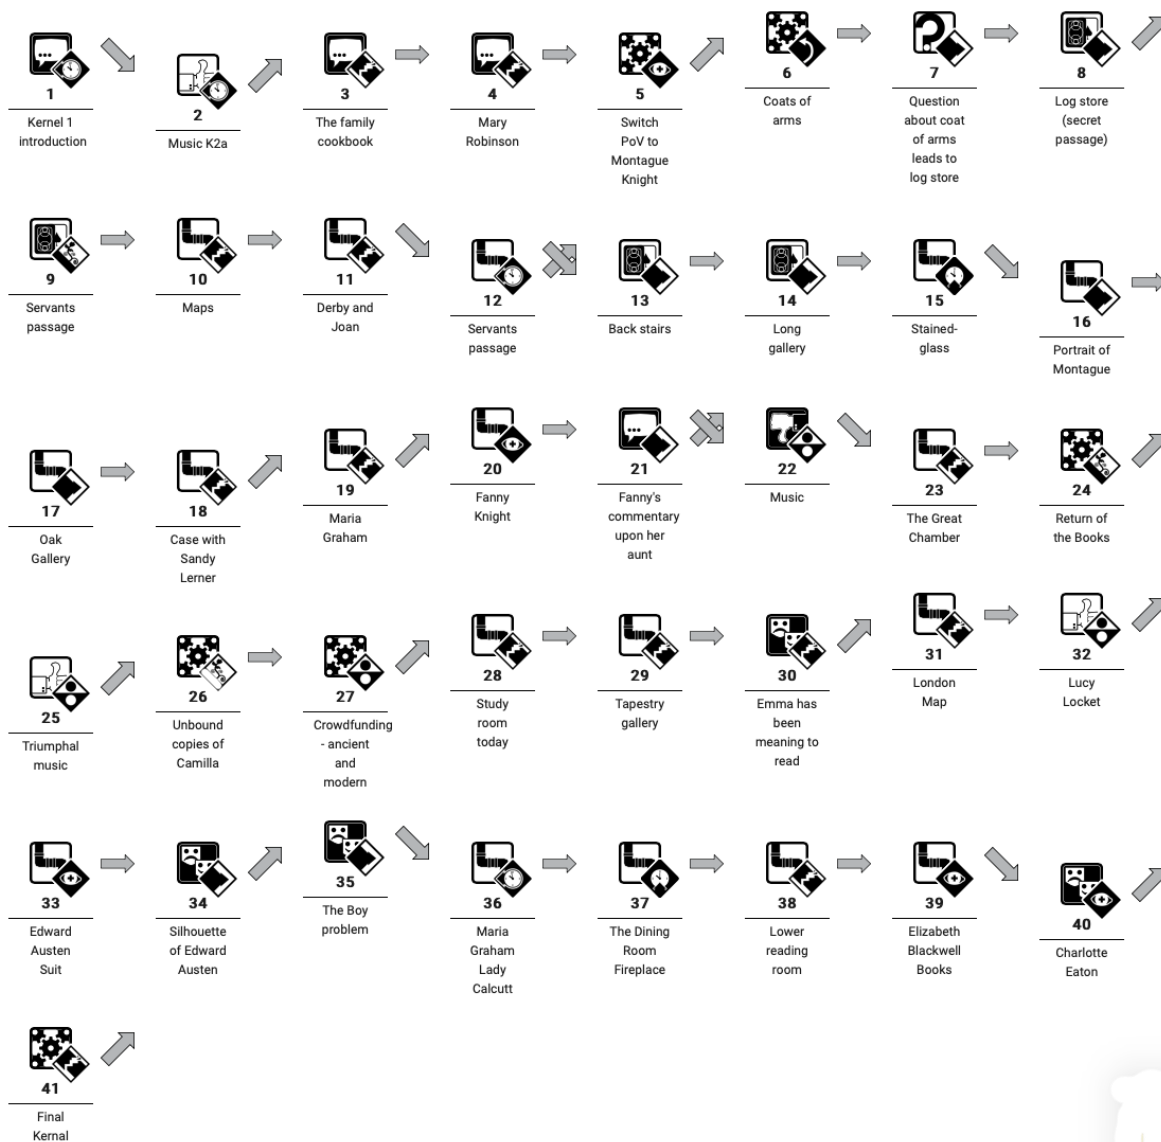 1
Kernel 1
introduction
2
Music K2a
3
The family
cookbook
4
Mary
Robinson
5
Switch
PoV to
Montague
Knight
6
Coats of
arms
7
Question
about coat
of arms
leads to
log store
8
Log store
(secret
passage)
9
Servants
passage
10
Maps
11
Derby and
Joan
12
Servants
passage
13
Back stairs
14
Long
gallery
15
Stained-
glass
16
Portrait of
Montague
17
Oak
Gallery
18
Case with
Sandy
Lerner
19
Maria
Graham
20
Fanny
Knight
21
Fanny's
commentary
upon her
aunt
22
Music
23
The Great
Chamber
24
Return of
the Books
25
Triumphal
music
26
Unbound
copies of
Camilla
27
Crowdfunding
- ancient
and
modern
28
Study
room
today
29
Tapestry
gallery
30
Emma has
been
meaning to
read
31
London
Map
32
Lucy
Locket
33
Edward
Austen
Suit
34
Silhouette
of Edward
Austen
35
The Boy
problem
36
Maria
Graham
Lady
Calcutt
37
The Dining
Room
Fireplace
38
Lower
reading
room
39
Elizabeth
Blackwell
Books
40
Charlotte
Eaton
41
Final
Kernal